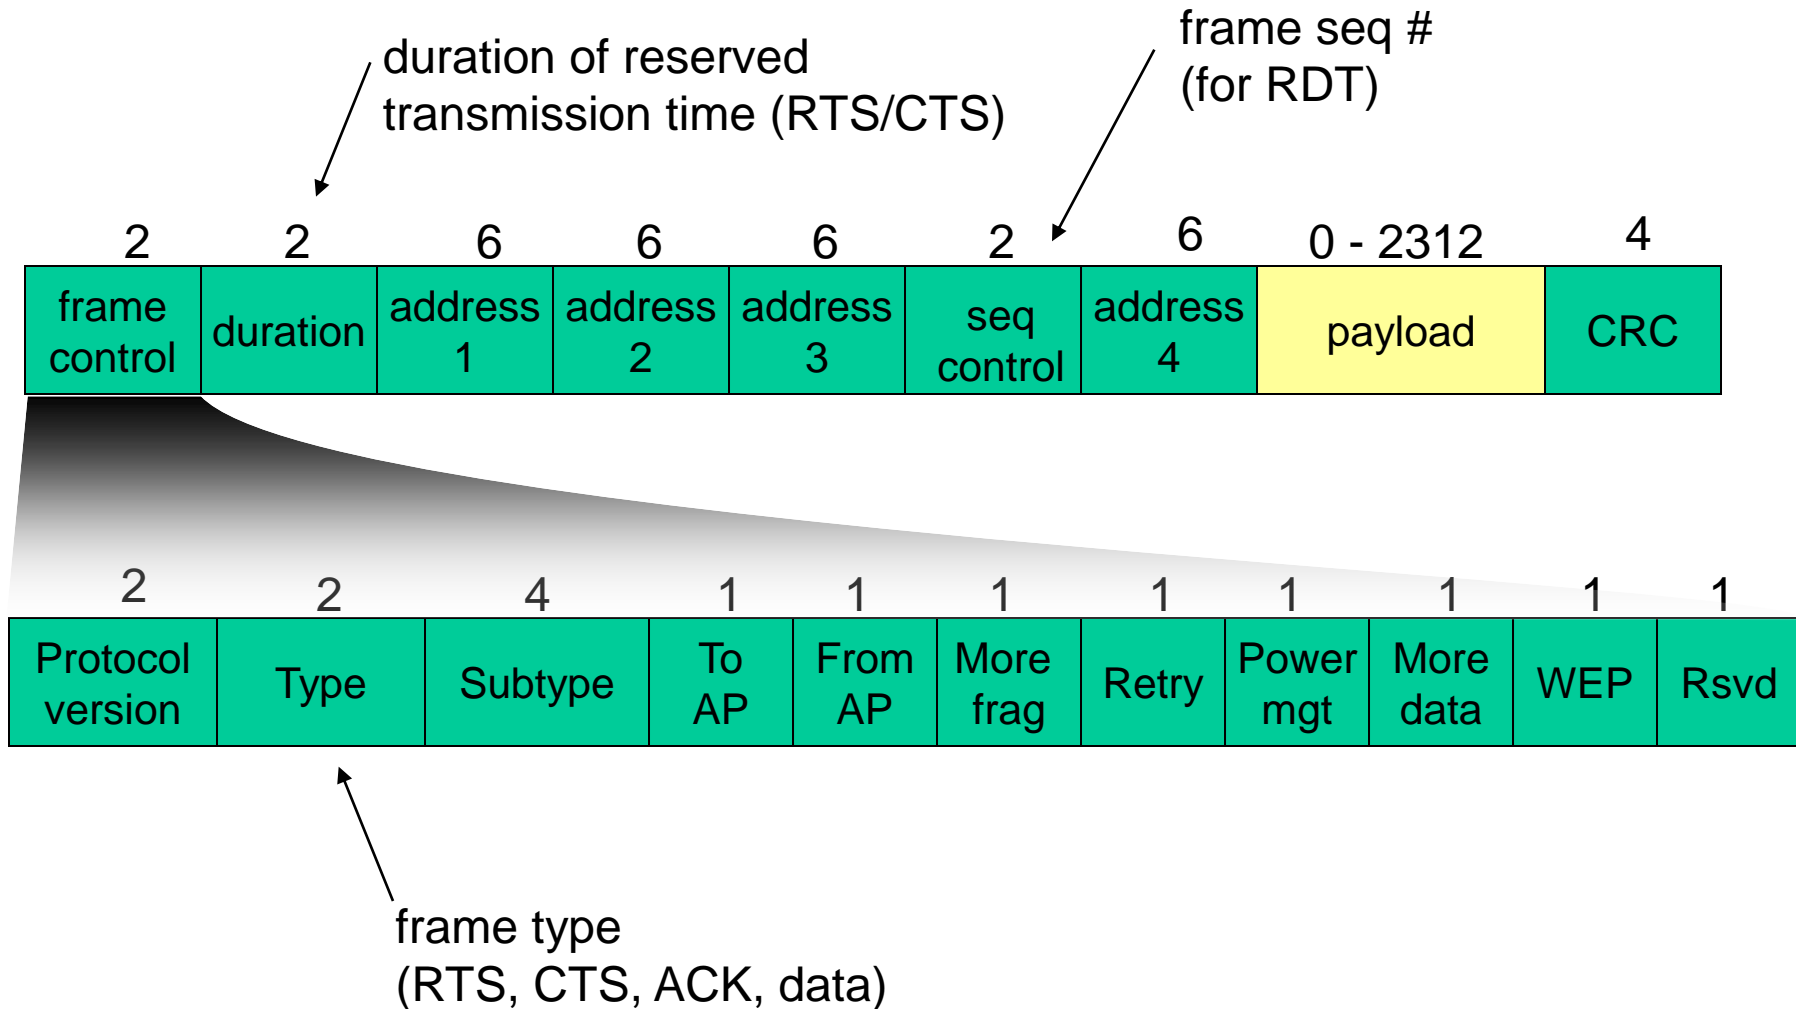 duration of reserved
transmission time (RTS/CTS)
frame seq #
(for RDT)
2 2 6 6 6 2 6 0 - 2312 4
frame
control
duration
address
1
address
2
address
3
seq
control
address
4
payload
CRC
2 2 4 1 1 1 1 1 1 1 1
Protocol
version
Type
Subtype
To
AP
From
AP
More
frag
Retry
Power
mgt
More
data
WEP
Rsvd
frame type
(RTS, CTS, ACK, data)